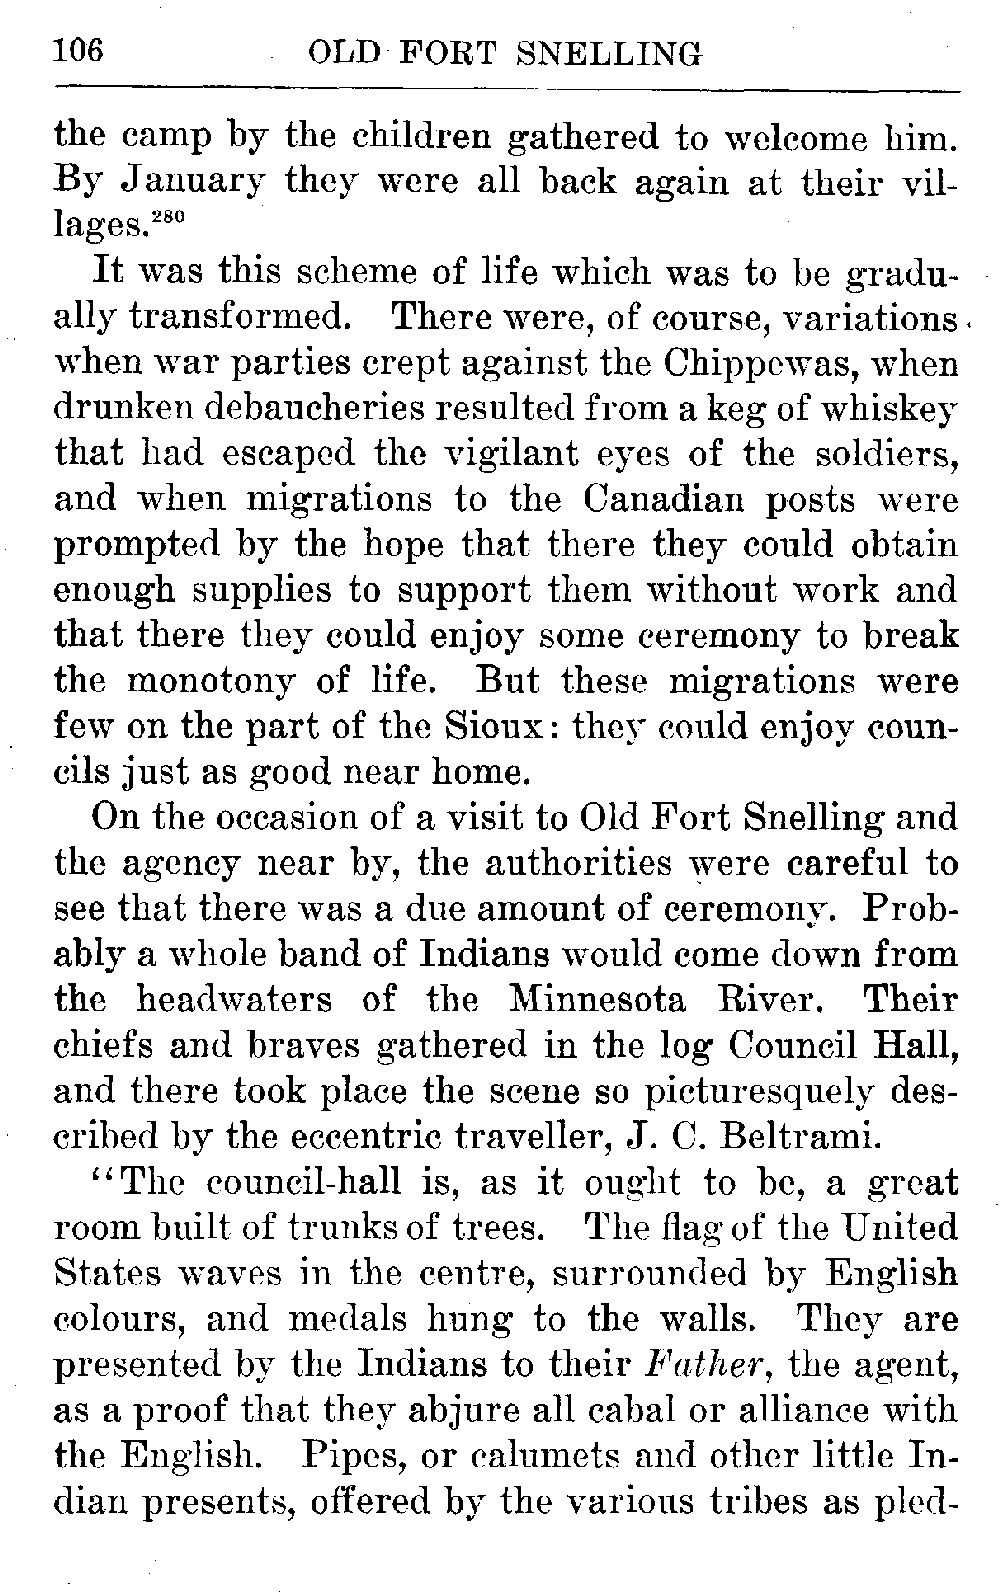 106 OLD FORT SNELLING
the camp by the children gathered to welcome him.
By January they were all back again at their vil-
lages.²⁸⁰
It was this scheme of life which was to be gradu-
ally transformed. There were, of course, variations
when war parties crept against the Chippewas, when
drunken debaucheries resulted from a keg of whiskey
that had escaped the vigilant eyes of the soldiers,
and when migrations to the Canadian posts were
prompted by the hope that there they could obtain
enough supplies to support them without work and
that there they could enjoy some ceremony to break
the monotony of life. But these migrations were
few on the part of the Sioux: they could enjoy coun-
cils just as good near home.
On the occasion of a visit to Old Fort Snelling and
the agency near by, the authorities were careful to
see that there was a due amount of ceremony. Prob-
ably a whole band of Indians would come down from
the headwaters of the Minnesota River. Their
chiefs and braves gathered in the log Council Hall,
and there took place the scene so picturesquely des-
cribed by the eccentric traveller, J. C. Beltrami.
"The council-hall is, as it ought to be, a great
room built of trunks of trees. The flag of the United
States waves in the centre, surrounded by English
colours, and medals hung to the walls. They are
presented by the Indians to their Father, the agent,
as a proof that they abjure all cabal or alliance with
the English. Pipes, or calumets and other little In-
dian presents, offered by the various tribes as pled-